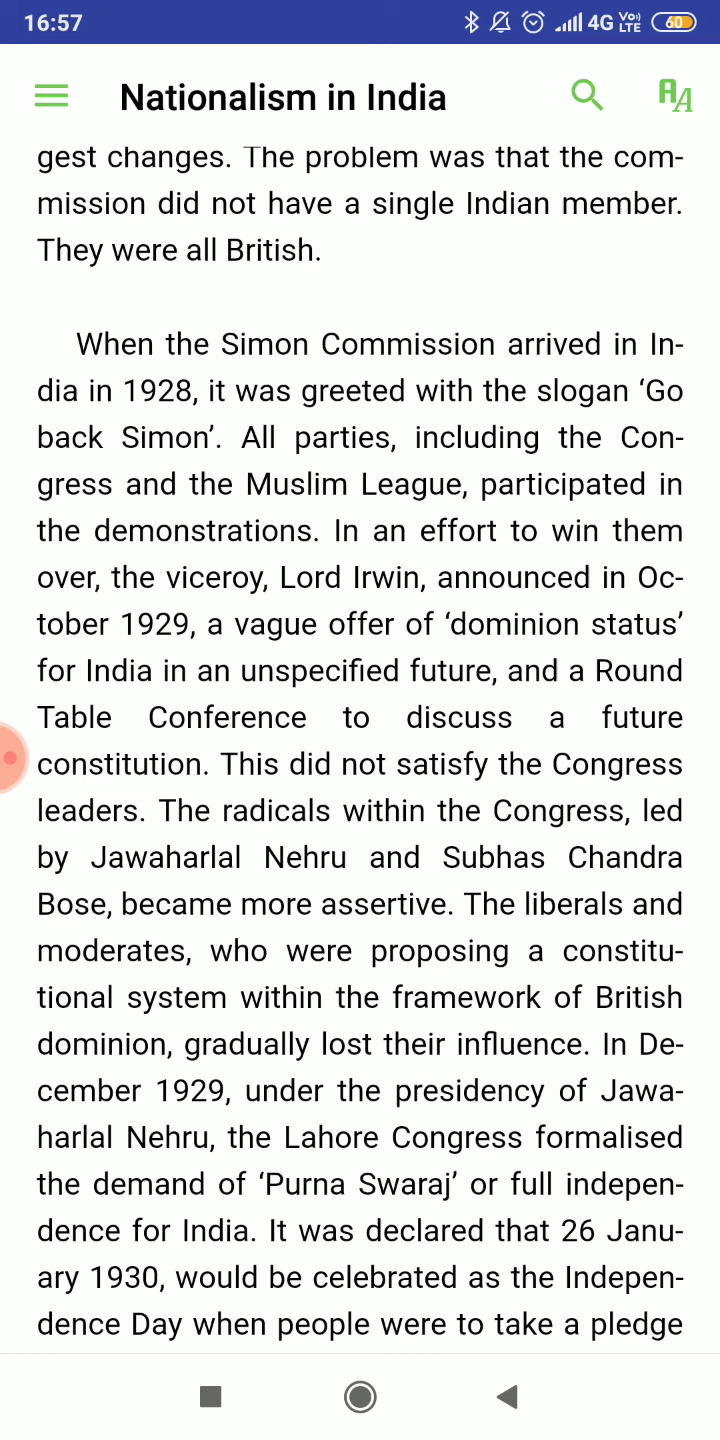 16:57
4G Vo) LTE 60
Nationalism in India
gest changes. The problem was that the com-
mission did not have a single Indian member.
They were all British.
When the Simon Commission arrived in In-
dia in 1928, it was greeted with the slogan ‘Go
back Simon’. All parties, including the Con-
gress and the Muslim League, participated in
the demonstrations. In an effort to win them
over, the viceroy, Lord Irwin, announced in Oc-
tober 1929, a vague offer of ‘dominion status’
for India in an unspecified future, and a Round
Table Conference to discuss a future
constitution. This did not satisfy the Congress
leaders. The radicals within the Congress, led
by Jawaharlal Nehru and Subhas Chandra
Bose, became more assertive. The liberals and
moderates, who were proposing a constitu-
tional system within the framework of British
dominion, gradually lost their influence. In De-
cember 1929, under the presidency of Jawa-
harlal Nehru, the Lahore Congress formalised
the demand of ‘Purna Swaraj’ or full indepen-
dence for India. It was declared that 26 Janu-
ary 1930, would be celebrated as the Indepen-
dence Day when people were to take a pledge